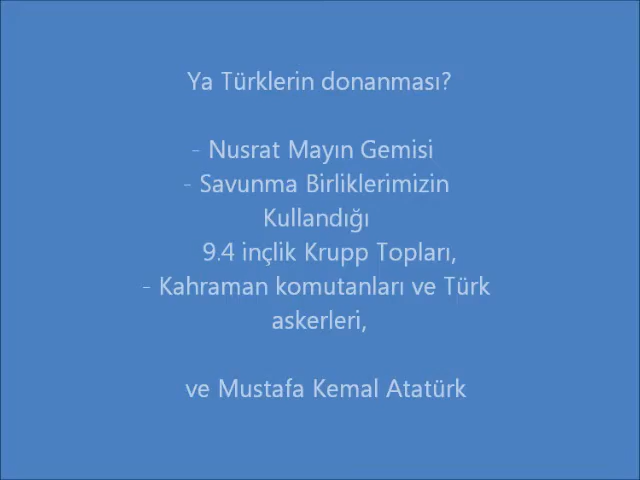 Ya Türklerin donanması?
- Nusrat Mayın Gemisi
- Savunma Birliklerimizin
Kullandığı
9.4 inçlik Krupp Topları,
- Kahraman komutanları ve Türk
askerleri,
ve Mustafa Kemal Atatürk